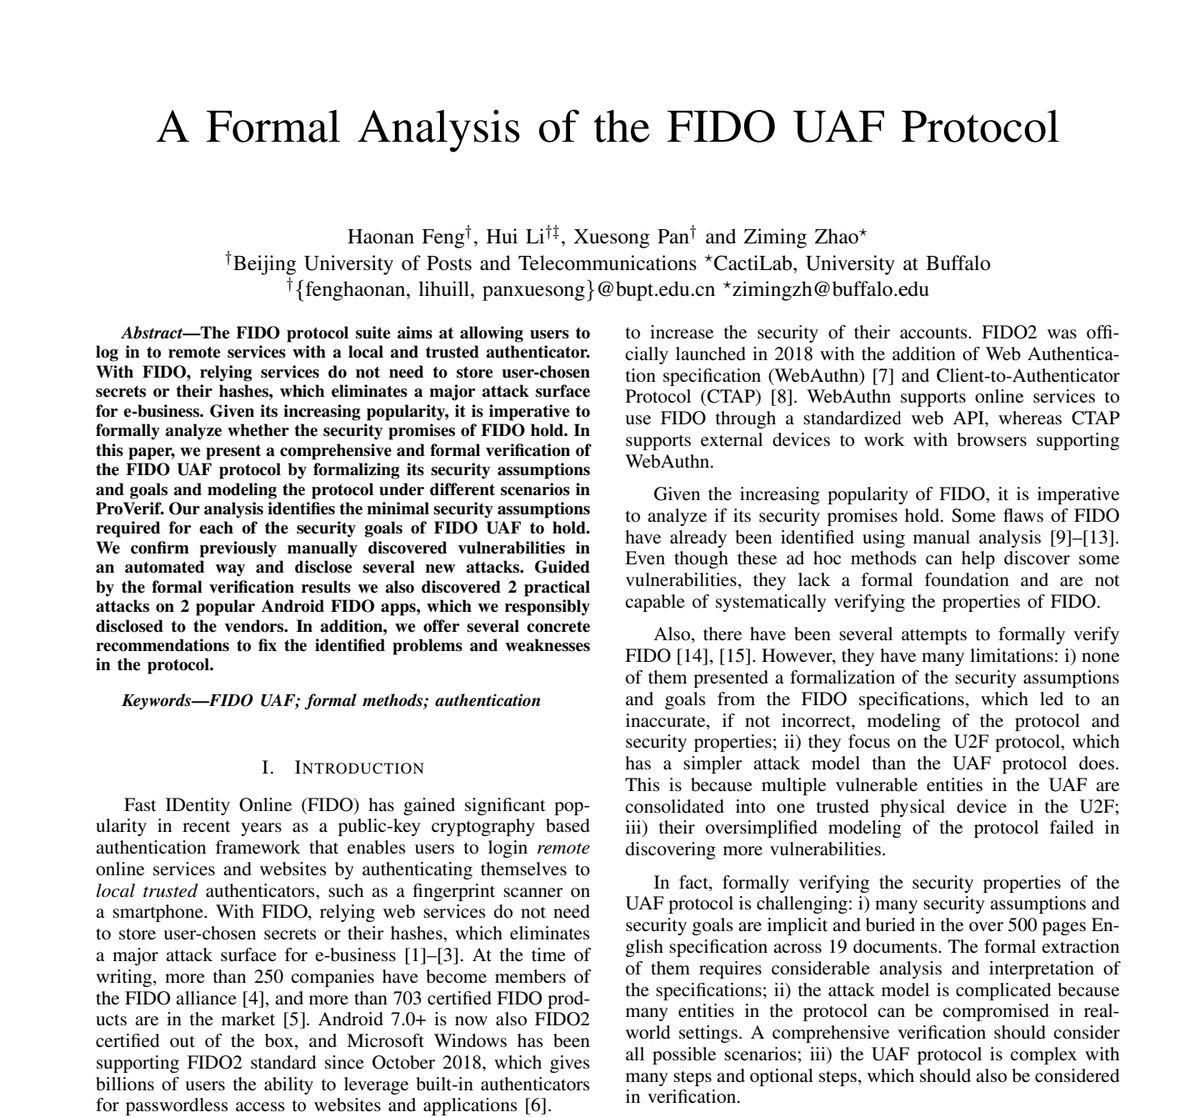 A Formal Analysis of the FIDO UAF Protocol
Haonan Feng†, Hui Li†‡, Xuesong Pan† and Ziming Zhao⋆
†Beijing University of Posts and Telecommunications ⋆CactiLab, University at Buffalo
†{fenghaonan, lihuill, panxuesong}@bupt.edu.cn ⋆zimingzh@buffalo.edu
Abstract—The FIDO protocol suite aims at allowing users to
log in to remote services with a local and trusted authenticator.
With FIDO, relying services do not need to store user-chosen
secrets or their hashes, which eliminates a major attack surface
for e-business. Given its increasing popularity, it is imperative to
formally analyze whether the security promises of FIDO hold. In
this paper, we present a comprehensive and formal verification of
the FIDO UAF protocol by formalizing its security assumptions
and goals and modeling the protocol under different scenarios in
ProVerif. Our analysis identifies the minimal security assumptions
required for each of the security goals of FIDO UAF to hold.
We confirm previously manually discovered vulnerabilities in
an automated way and disclose several new attacks. Guided
by the formal verification results we also discovered 2 practical
attacks on 2 popular Android FIDO apps, which we responsibly
disclosed to the vendors. In addition, we offer several concrete
recommendations to fix the identified problems and weaknesses
in the protocol.
Keywords—FIDO UAF; formal methods; authentication
I. INTRODUCTION
Fast IDentity Online (FIDO) has gained significant pop-
ularity in recent years as a public-key cryptography based
authentication framework that enables users to login remote
online services and websites by authenticating themselves to
local trusted authenticators, such as a fingerprint scanner on
a smartphone. With FIDO, relying web services do not need
to store user-chosen secrets or their hashes, which eliminates
a major attack surface for e-business [1]–[3]. At the time of
writing, more than 250 companies have become members of
the FIDO alliance [4], and more than 703 certified FIDO prod-
ucts are in the market [5]. Android 7.0+ is now also FIDO2
certified out of the box, and Microsoft Windows has been
supporting FIDO2 standard since October 2018, which gives
billions of users the ability to leverage built-in authenticators
for passwordless access to websites and applications [6].
to increase the security of their accounts. FIDO2 was offi-
cially launched in 2018 with the addition of Web Authentica-
tion specification (WebAuthn) [7] and Client-to-Authenticator
Protocol (CTAP) [8]. WebAuthn supports online services to
use FIDO through a standardized web API, whereas CTAP
supports external devices to work with browsers supporting
WebAuthn.
Given the increasing popularity of FIDO, it is imperative
to analyze if its security promises hold. Some flaws of FIDO
have already been identified using manual analysis [9]–[13].
Even though these ad hoc methods can help discover some
vulnerabilities, they lack a formal foundation and are not
capable of systematically verifying the properties of FIDO.
Also, there have been several attempts to formally verify
FIDO [14], [15]. However, they have many limitations: i) none
of them presented a formalization of the security assumptions
and goals from the FIDO specifications, which led to an
inaccurate, if not incorrect, modeling of the protocol and
security properties; ii) they focus on the U2F protocol, which
has a simpler attack model than the UAF protocol does.
This is because multiple vulnerable entities in the UAF are
consolidated into one trusted physical device in the U2F;
iii) their oversimplified modeling of the protocol failed in
discovering more vulnerabilities.
In fact, formally verifying the security properties of the
UAF protocol is challenging: i) many security assumptions and
security goals are implicit and buried in the over 500 pages En-
glish specification across 19 documents. The formal extraction
of them requires considerable analysis and interpretation of
the specifications; ii) the attack model is complicated because
many entities in the protocol can be compromised in real-
world settings. A comprehensive verification should consider
all possible scenarios; iii) the UAF protocol is complex with
many steps and optional steps, which should also be considered
in verification.